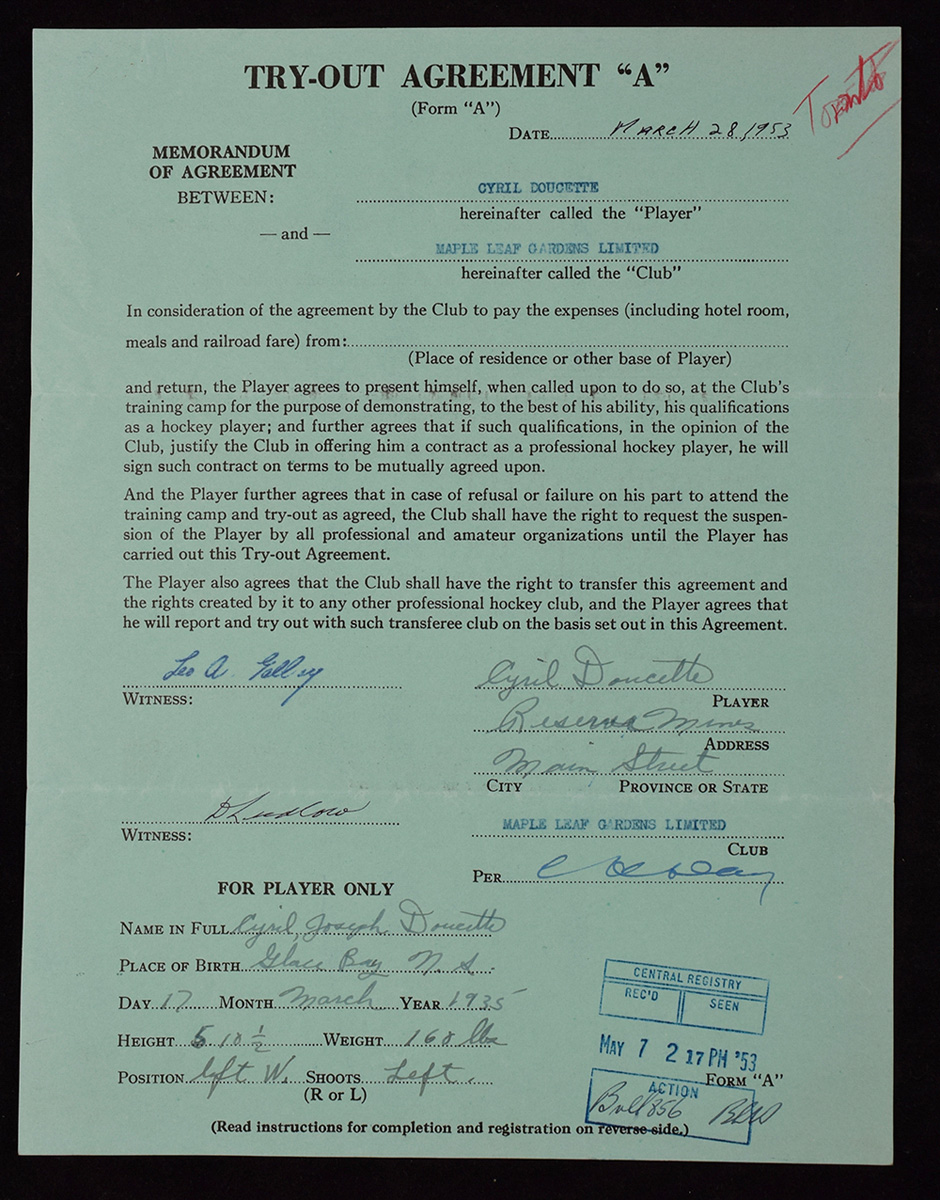 TRY-OUT AGREEMENT “A”
(Form “A”)
Toronto
DATE MARCH 28, 1953
MEMORANDUM
OF AGREEMENT
BETWEEN:
CYRIL DOUCETTE
hereinafter called the “Player”
— and —
MAPLE LEAF GARDENS LIMITED
hereinafter called the “Club”
In consideration of the agreement by the Club to pay the expenses (including hotel room,
meals and railroad fare) from:
(Place of residence or other base of Player)
and return, the Player agrees to present himself, when called upon to do so, at the Club’s
training camp for the purpose of demonstrating, to the best of his ability, his qualifications
as a hockey player; and further agrees that if such qualifications, in the opinion of the
Club, justify the Club in offering him a contract as a professional hockey player, he will
sign such contract on terms to be mutually agreed upon.
And the Player further agrees that in case of refusal or failure on his part to attend the
training camp and try-out as agreed, the Club shall have the right to request the suspen-
sion of the Player by all professional and amateur organizations until the Player has
carried out this Try-out Agreement.
The Player also agrees that the Club shall have the right to transfer this agreement and
the rights created by it to any other professional hockey club, and the Player agrees that
he will report and try out with such transferee club on the basis set out in this Agreement.
Leo A.
WITNESS:
Cyril Doucette
PLAYER
Reserve Mines
ADDRESS
Main Street
CITY PROVINCE OR STATE
D Ludlow
WITNESS:
MAPLE LEAF GARDENS LIMITED
CLUB
PER Day
FOR PLAYER ONLY
NAME IN FULL Cyril Joseph Doucette
PLACE OF BIRTH Glace Bay N.S.
DAY 17 MONTH March YEAR 1935
HEIGHT 5 10 ½ WEIGHT 168 lbs
POSITION left W. SHOOTS Left.
(R or L)
CENTRAL REGISTRY
REC'D SEEN
MAY 7 2 17 PM '53
FORM “A”
ACTION
Bull 856
(Read instructions for completion and registration on reverse side.)